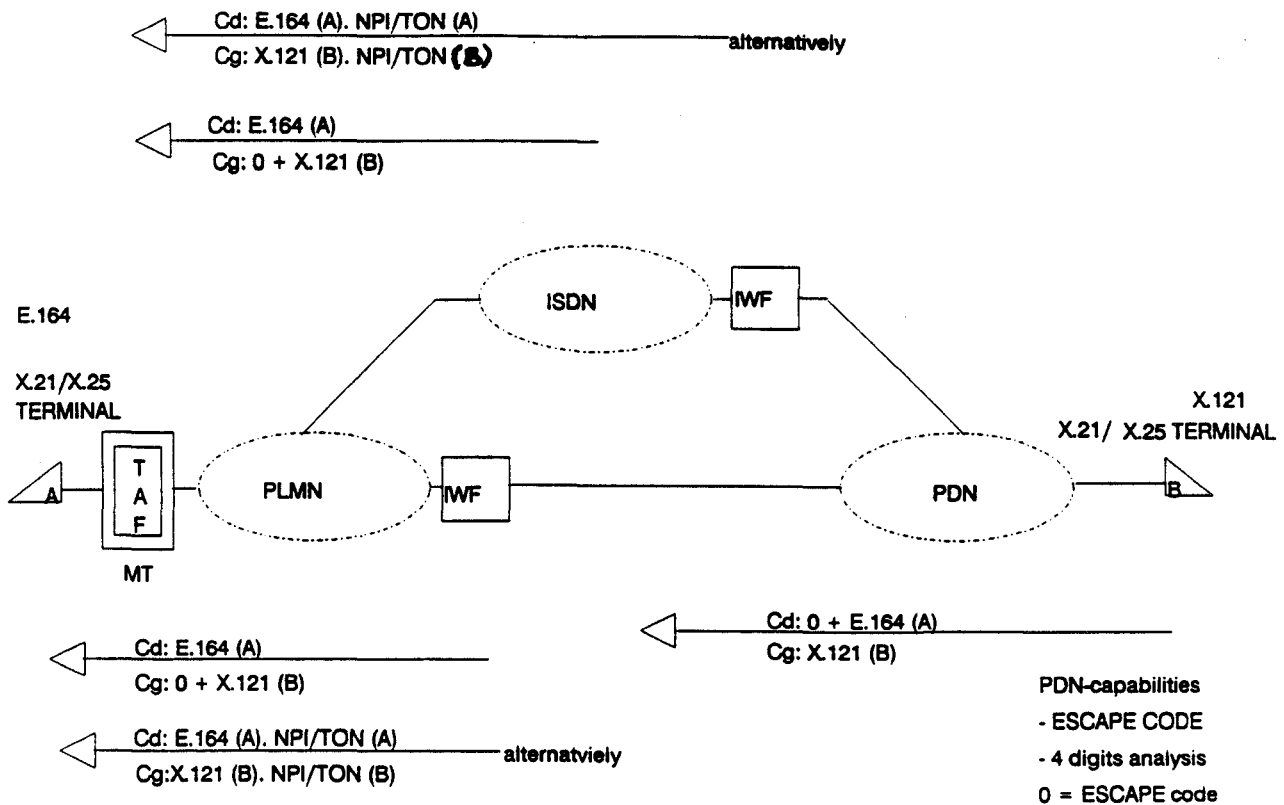 Cd: E.164 (A). NPI/TON (A)
alternatively
Cg: X.121 (B). NPI/TON (B)
Cd: E.164 (A)
Cg: 0 + X.121 (B)
ISDN
IWF
E.164
X.21/X.25
TERMINAL
X.121
X.21/ X.25 TERMINAL
A
T
A
F
PLMN
IWF
PDN
B
MT
Cd: E.164 (A)
Cg: 0 + X.121 (B)
Cd: 0 + E.164 (A)
Cg: X.121 (B)
Cd: E.164 (A). NPI/TON (A)
alternatviely
Cg:X.121 (B). NPI/TON (B)
PDN-capabilities
- ESCAPE CODE
- 4 digits analysis
0 = ESCAPE code